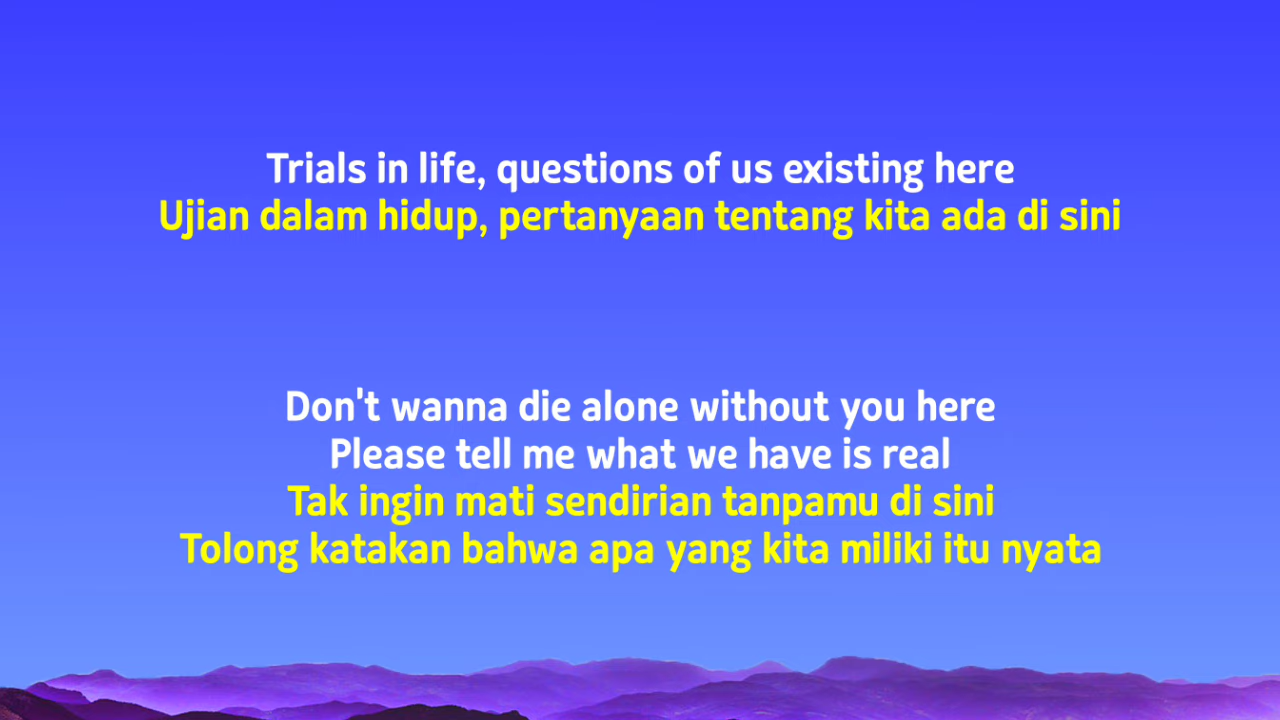 Trials in life, questions of us existing here
Ujian dalam hidup, pertanyaan tentang kita ada di sini
Don't wanna die alone without you here
Please tell me what we have is real
Tak ingin mati sendirian tanpamu di sini
Tolong katakan bahwa apa yang kita miliki itu nyata